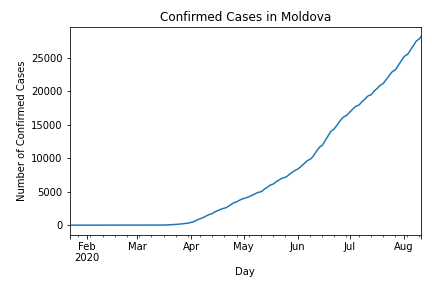 Confirmed Cases in Moldova
Number of Confirmed Cases
25000
20000
15000
10000
5000
0
Feb Mar Apr May Jun Jul Aug
2020
Day